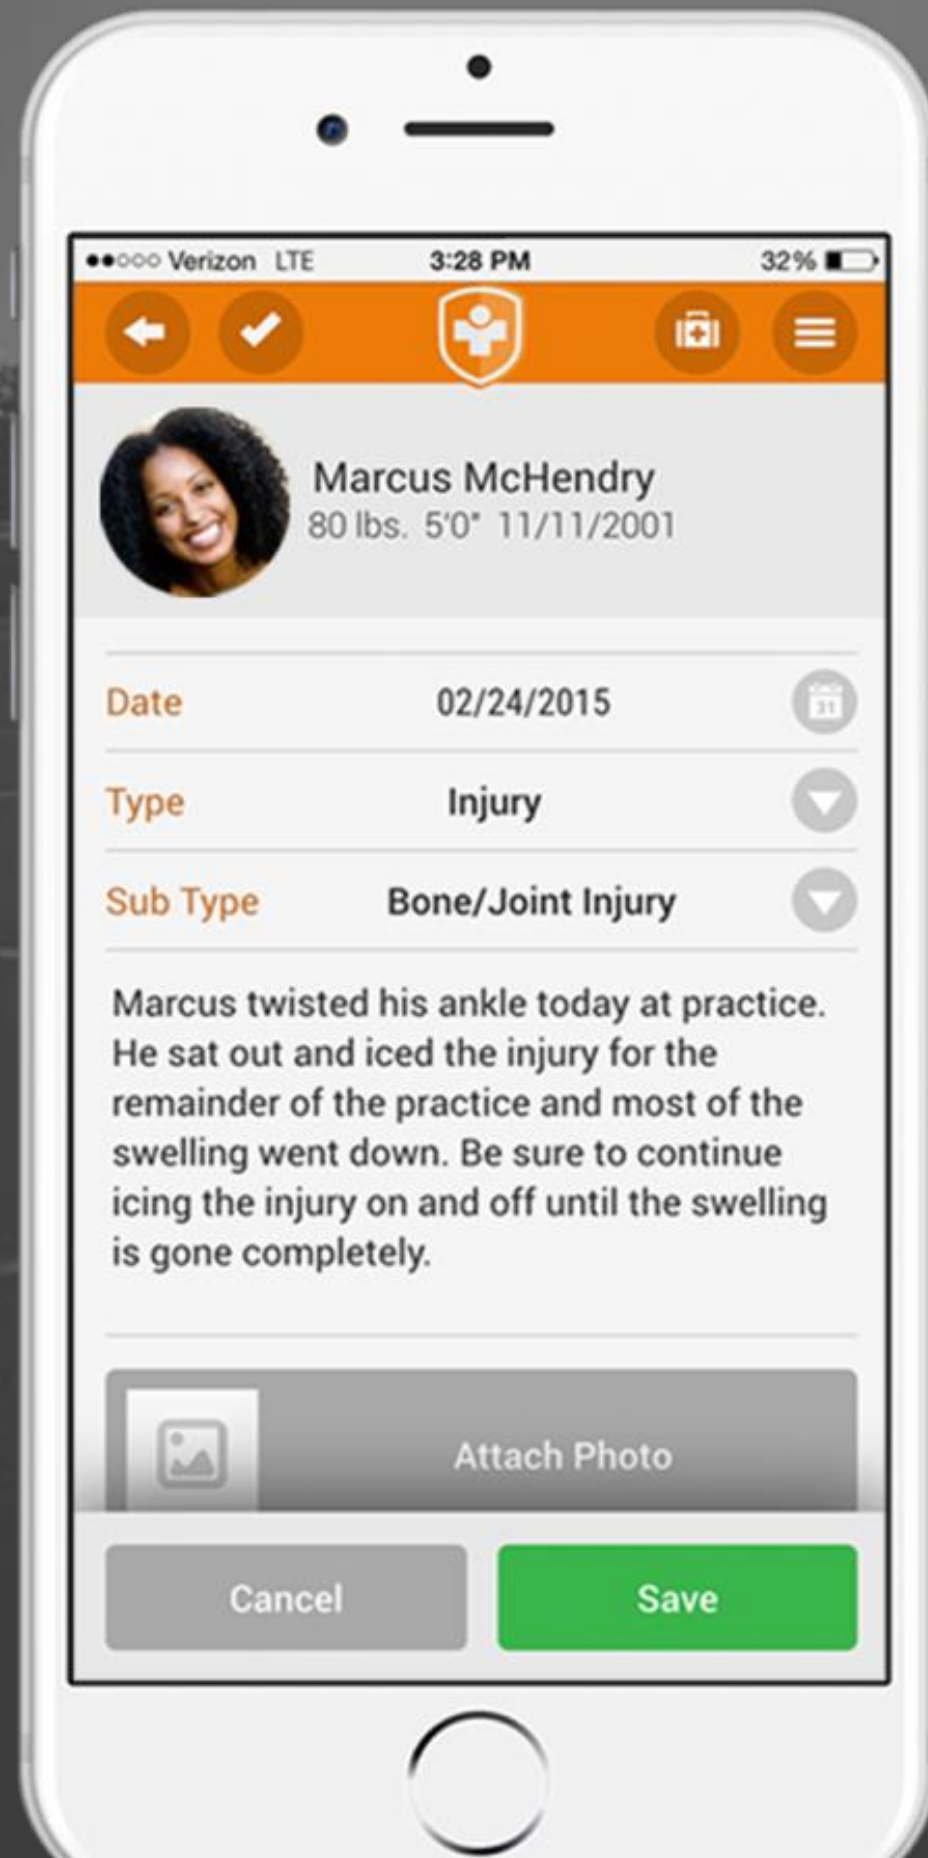 ●●○○○ Verizon LTE 3:28 PM 32%
Marcus McHendry
80 lbs. 5'0" 11/11/2001
Date 02/24/2015
31
Type Injury
Sub Type Bone/Joint Injury
Marcus twisted his ankle today at practice.
He sat out and iced the injury for the
remainder of the practice and most of the
swelling went down. Be sure to continue
icing the injury on and off until the swelling
is gone completely.
Attach Photo
Cancel Save